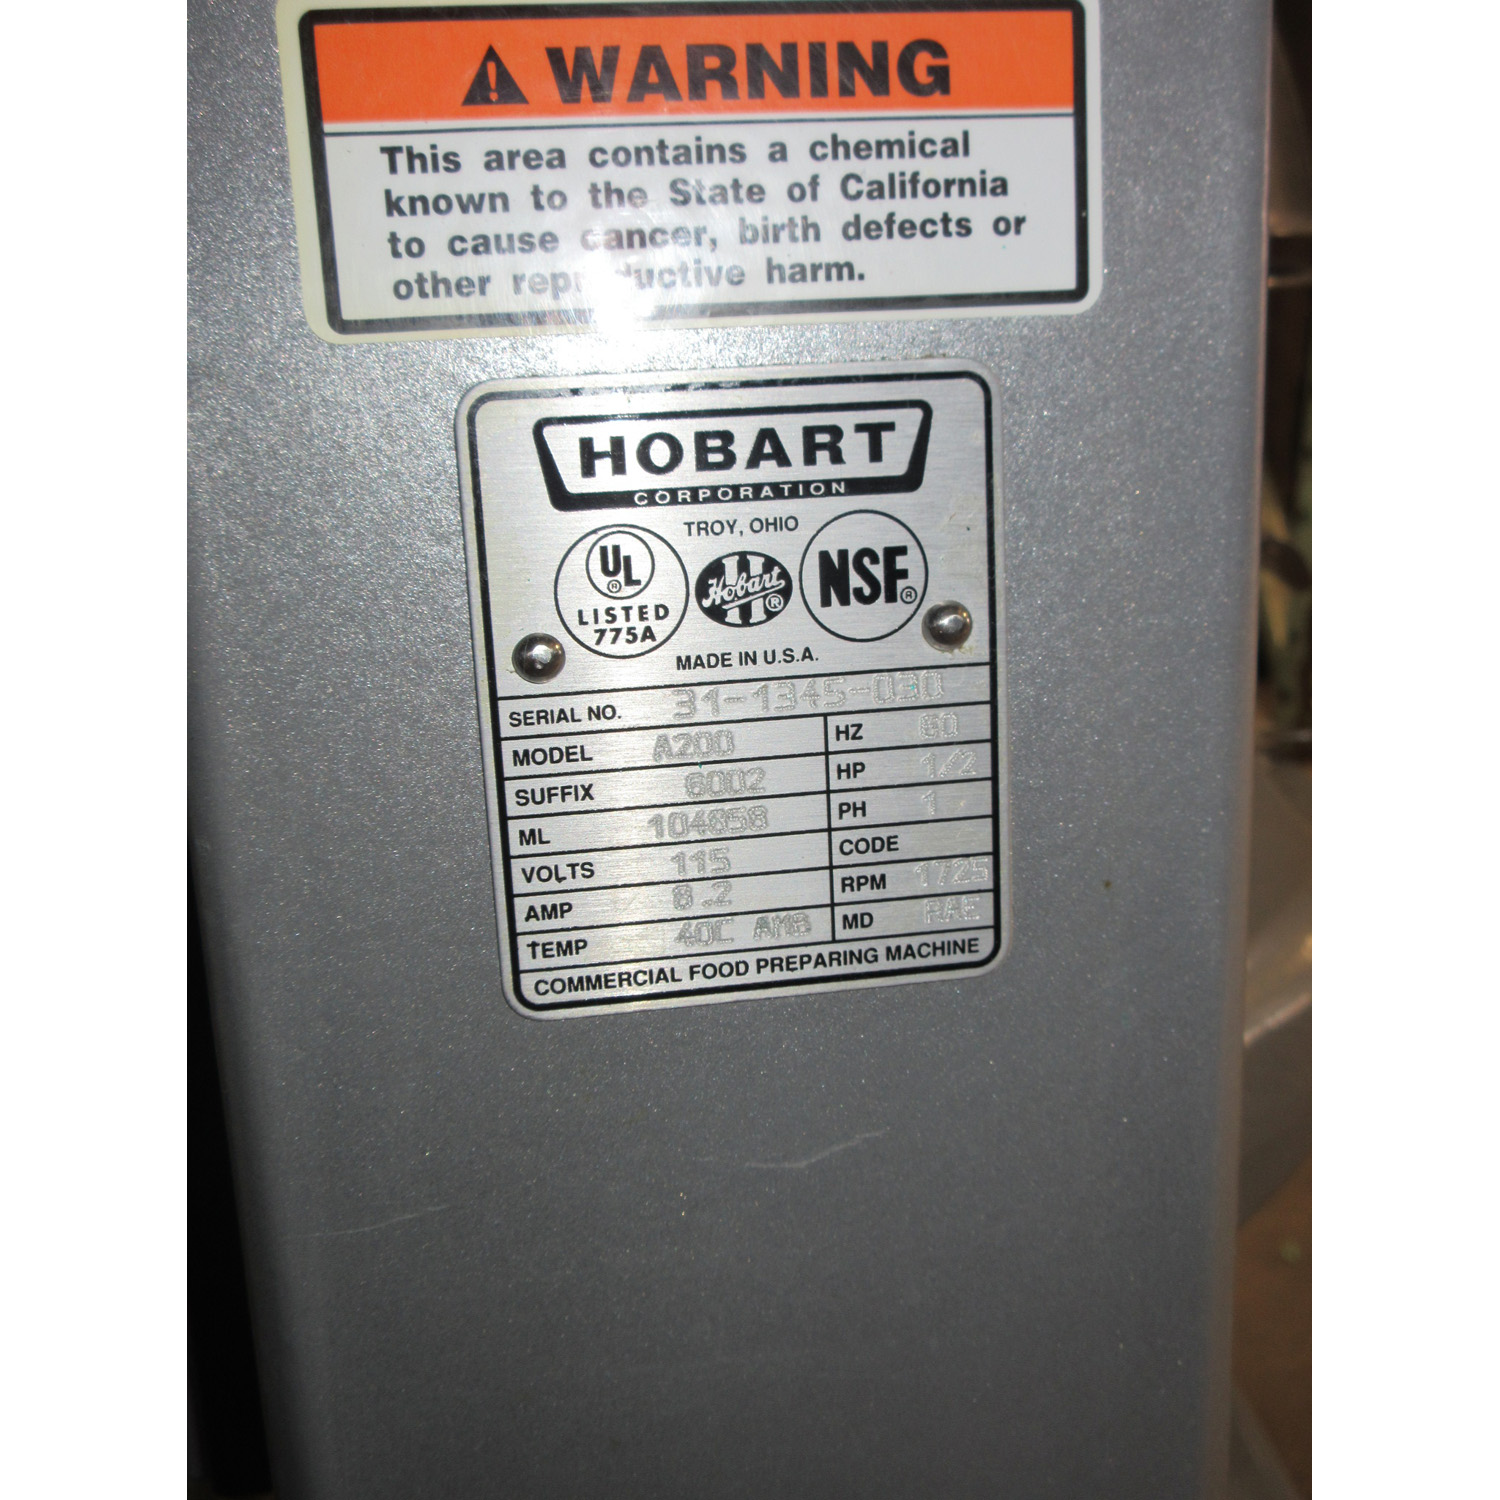 WARNING
This area contains a chemical
known to the State of California
to cause cancer, birth defects or
other reproductive harm.
HOBART
CORPORATION
TROY, OHIO
UL ®
LISTED
775A
Hobart ®
NSF®
MADE IN U.S.A.
SERIAL NO. 31-1345-030
MODEL A200 HZ 60
SUFFIX 6002 HP 1/2
ML 104658 PH 1
VOLTS 115 CODE
AMP 8.2 RPM 1725
TEMP 40C AMB MD RAE
COMMERCIAL FOOD PREPARING MACHINE